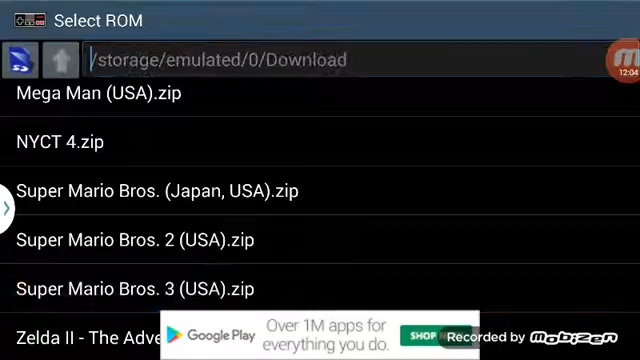 Select ROM
/storage/emulated/0/Download
12:04
Mega Man (USA).zip
NYCT 4.zip
Super Mario Bros. (Japan, USA).zip
Super Mario Bros. 2 (USA).zip
Super Mario Bros. 3 (USA).zip
Zelda II - The Adve
Google Play
Over 1M apps for
everything you do.
SHOP
Recorded by mobizen